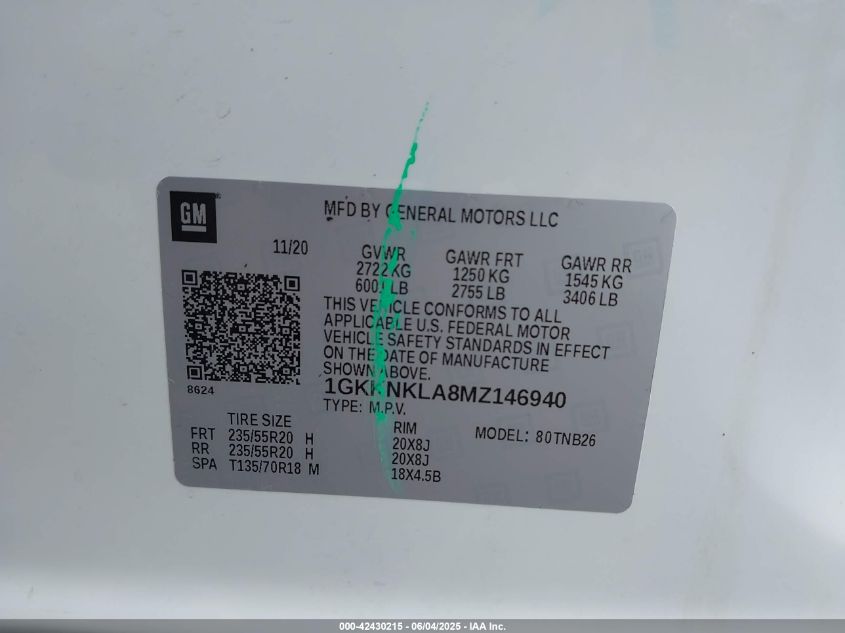 GM
MFD BY GENERAL MOTORS LLC
11/20
GVWR
2722 KG
LB
GAWR FRT
1250 KG
2755 LB
GAWR RR
1545 KG
3406 LB
THIS VEHICLE CONFORMS TO ALL
APPLICABLE U.S. FEDERAL MOTOR
VEHICLE SAFETY STANDARDS IN EFFECT
ON THE DATE OF MANUFACTURE
SHOWN ABOVE.
8624
1GKKNKLA8MZ146940
TYPE: M.P.V.
TIRE SIZE
FRT 235/55R20 H
RR 235/55R20 H
SPA T135/70R18 M
RIM
20X8J
20X8J
18X4.5B
MODEL: 80TNB26
000-42430215 - 06/04/2025 - IAA Inc.